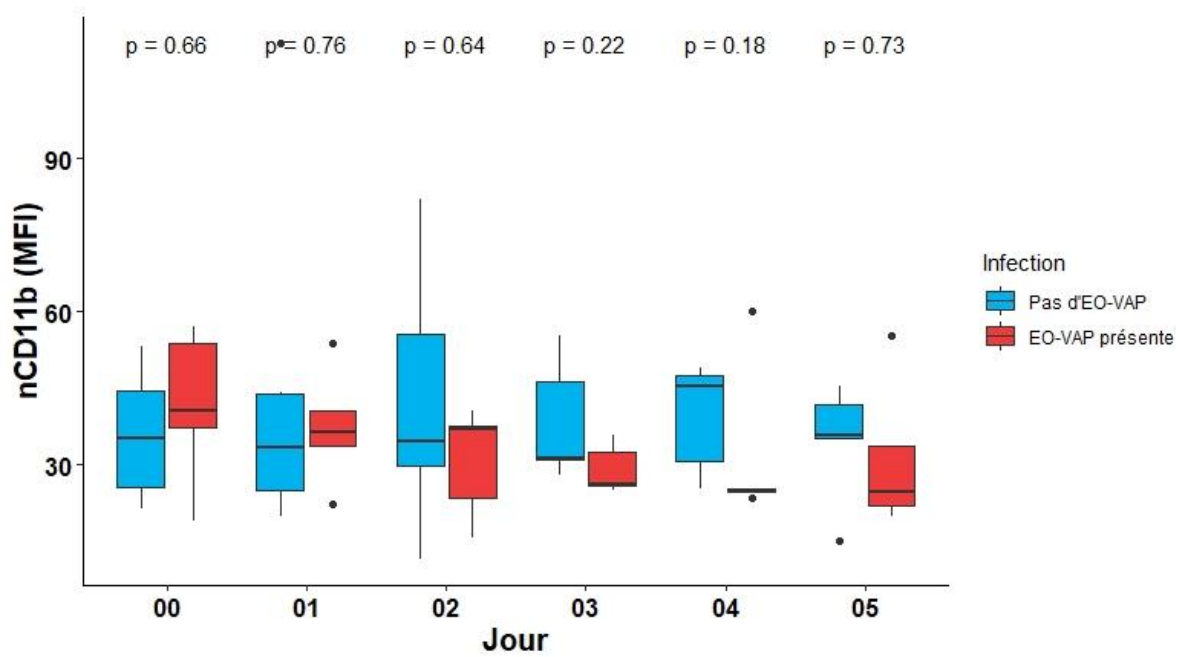 p = 0.66 p = 0.76 p = 0.64 p = 0.22 p = 0.18 p = 0.73
90
60
30
nCD11b (MFI)
00 01 02 03 04 05
Jour
Infection
Pas d'EO-VAP
EO-VAP présente